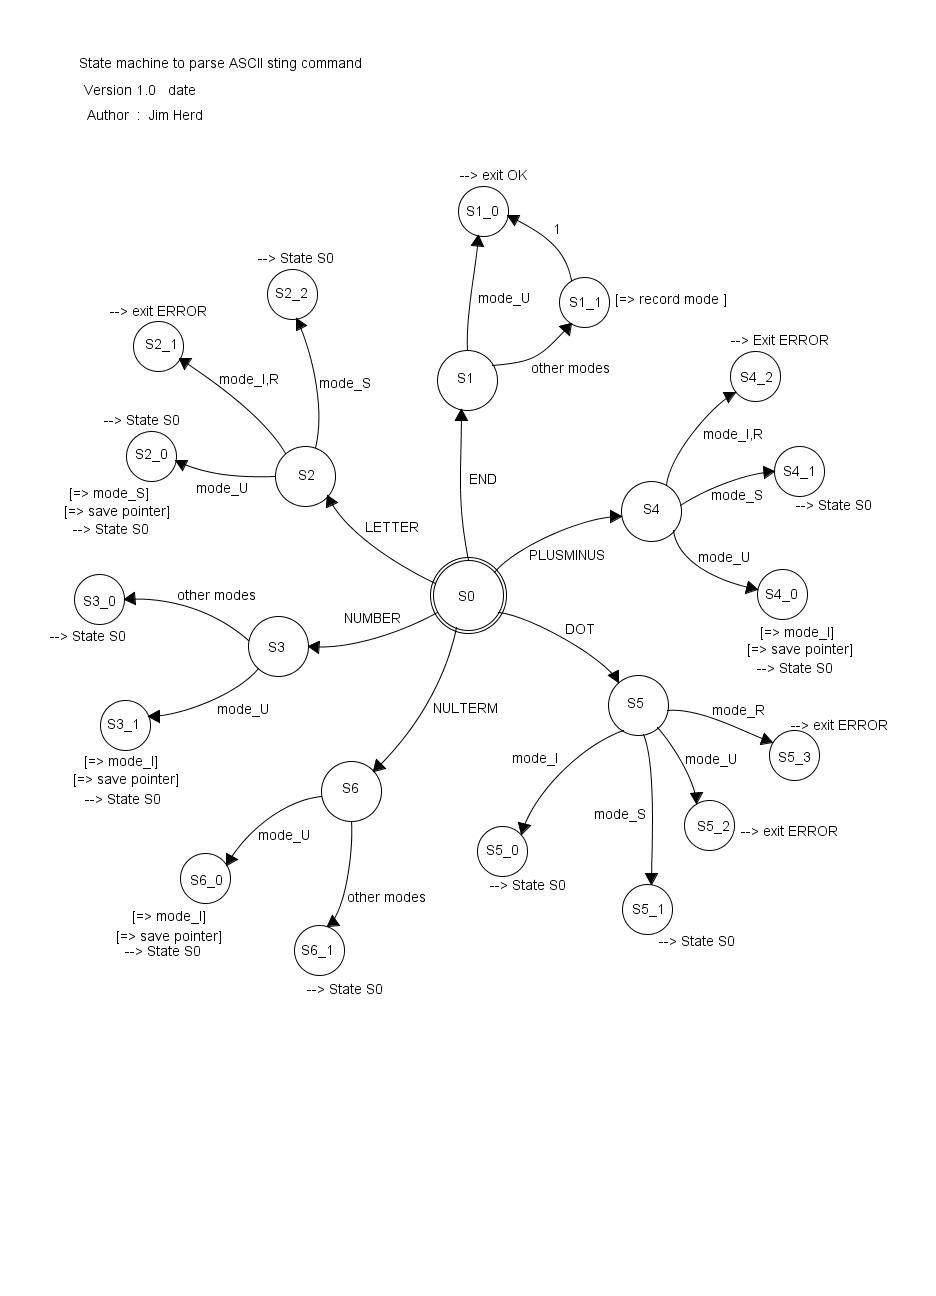 State machine to parse ASCII sting command
Version 1.0   date
Author  :  Jim Herd
--> exit OK
S1_0
1
--> State S0
S2_2
mode_U
S1_1
[=> record mode ]
--> exit ERROR
S2_1
--> Exit ERROR
other modes
mode_I,R
mode_S
S1
S4_2
--> State S0
S2_0
mode_U
S2
mode_I,R
S4_1
END
mode_S
[=> mode_S]
[=> save pointer]
--> State S0
LETTER
S4
--> State S0
PLUSMINUS
mode_U
S0
other modes
S3_0
S4_0
NUMBER
DOT
--> State S0
S3
[=> mode_I]
[=> save pointer]
--> State S0
mode_U
S3_1
NULTERM
S5
mode_R
--> exit ERROR
[=> mode_I]
[=> save pointer]
--> State S0
mode_I
mode_U
S5_3
S6
mode_S
mode_U
S5_2
--> exit ERROR
S5_0
S6_0
--> State S0
other modes
S5_1
[=> mode_I]
[=> save pointer]
--> State S0
S6_1
--> State S0
--> State S0